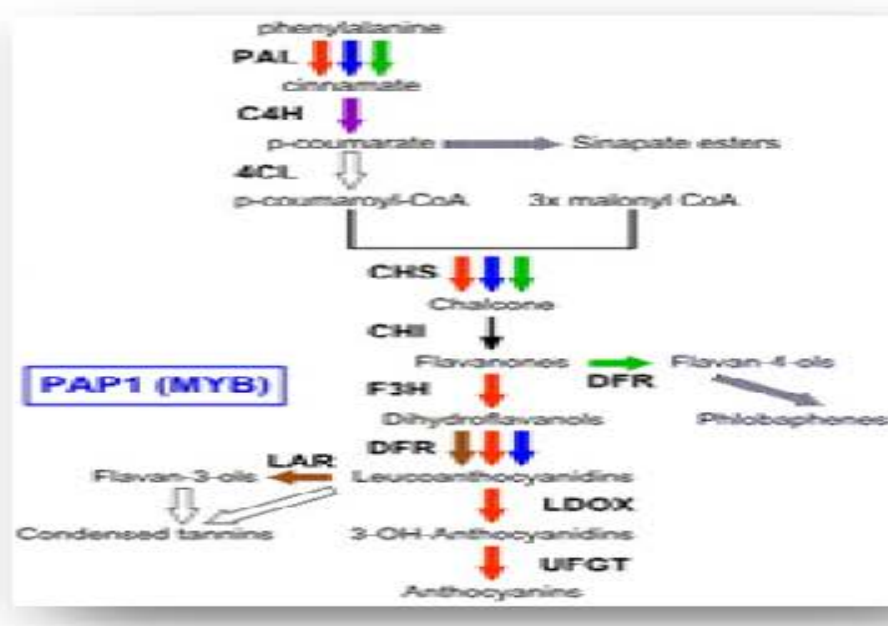 phenylalanine
PAL
cinnamate
C4H
p-coumarate Sinapate esters
4CL
p-coumaroyl-CoA 3x malonyl CoA
CHS
Chalcone
CHI
Flavanones Flavan-4-ols
DFR
PAP1 (MYB)
F3H
Dihydroflavanols Phlobaphenes
DFR
LAR
Flavan-3-ols Leucoanthocyanidins
LDOX
Condensed tannins 3-OH-Anthocyanidins
UFGT
Anthocyanins